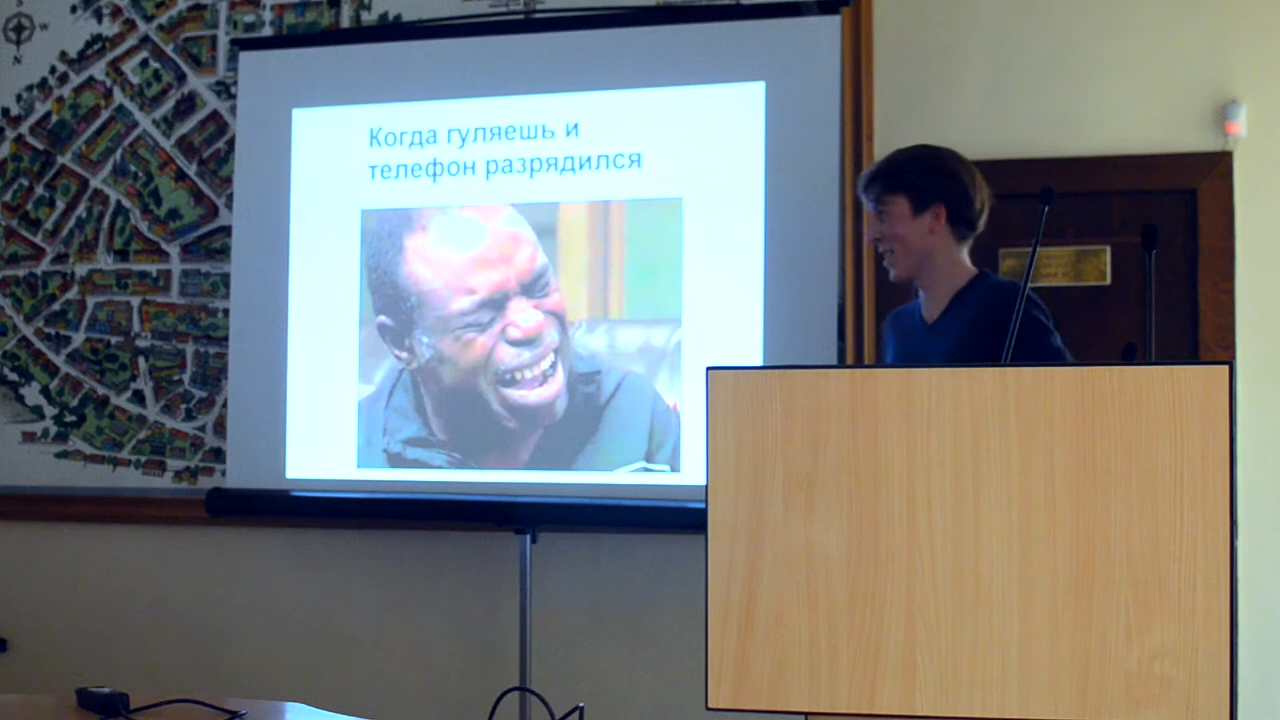 Когда гуляешь и
телефон разрядился